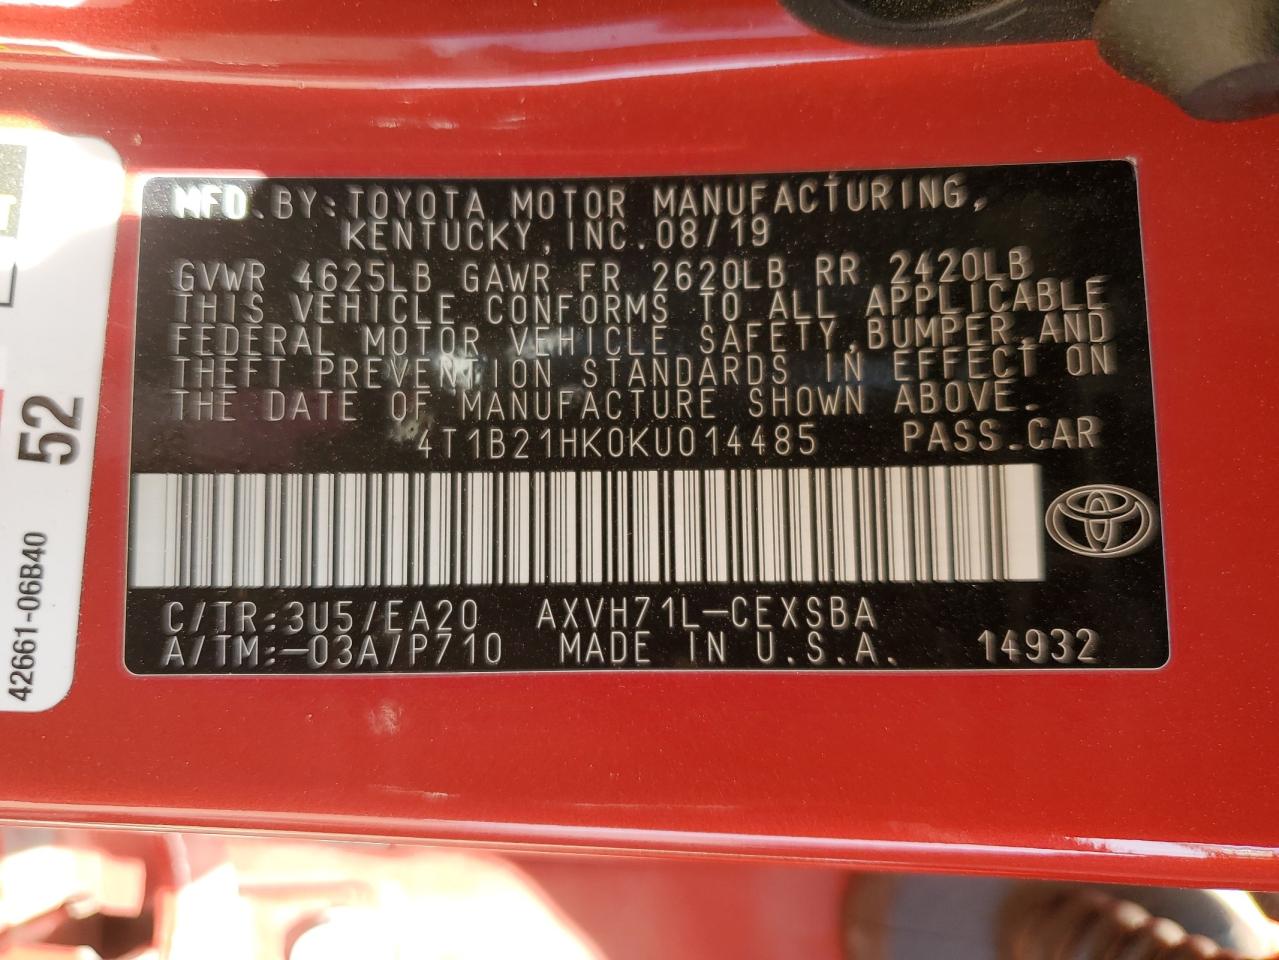 MFD.BY:TOYOTA MOTOR MANUFACTURING,
KENTUCKY,INC.08/19
GVWR 4625LB GAWR FR 2620LB RR 2420LB
THIS VEHICLE CONFORMS TO ALL APPLICABLE
FEDERAL MOTOR VEHICLE SAFETY,BUMPER,AND
THEFT PREVENTION STANDARDS IN EFFECT ON
THE DATE OF MANUFACTURE SHOWN ABOVE.
4T1B21HK0KU014485 PASS.CAR
C/TR:3U5/EA20 AXVH71L-CEXSBA
A/TM:-03A/P710 MADE IN U.S.A. 14932
52
42661-06B40